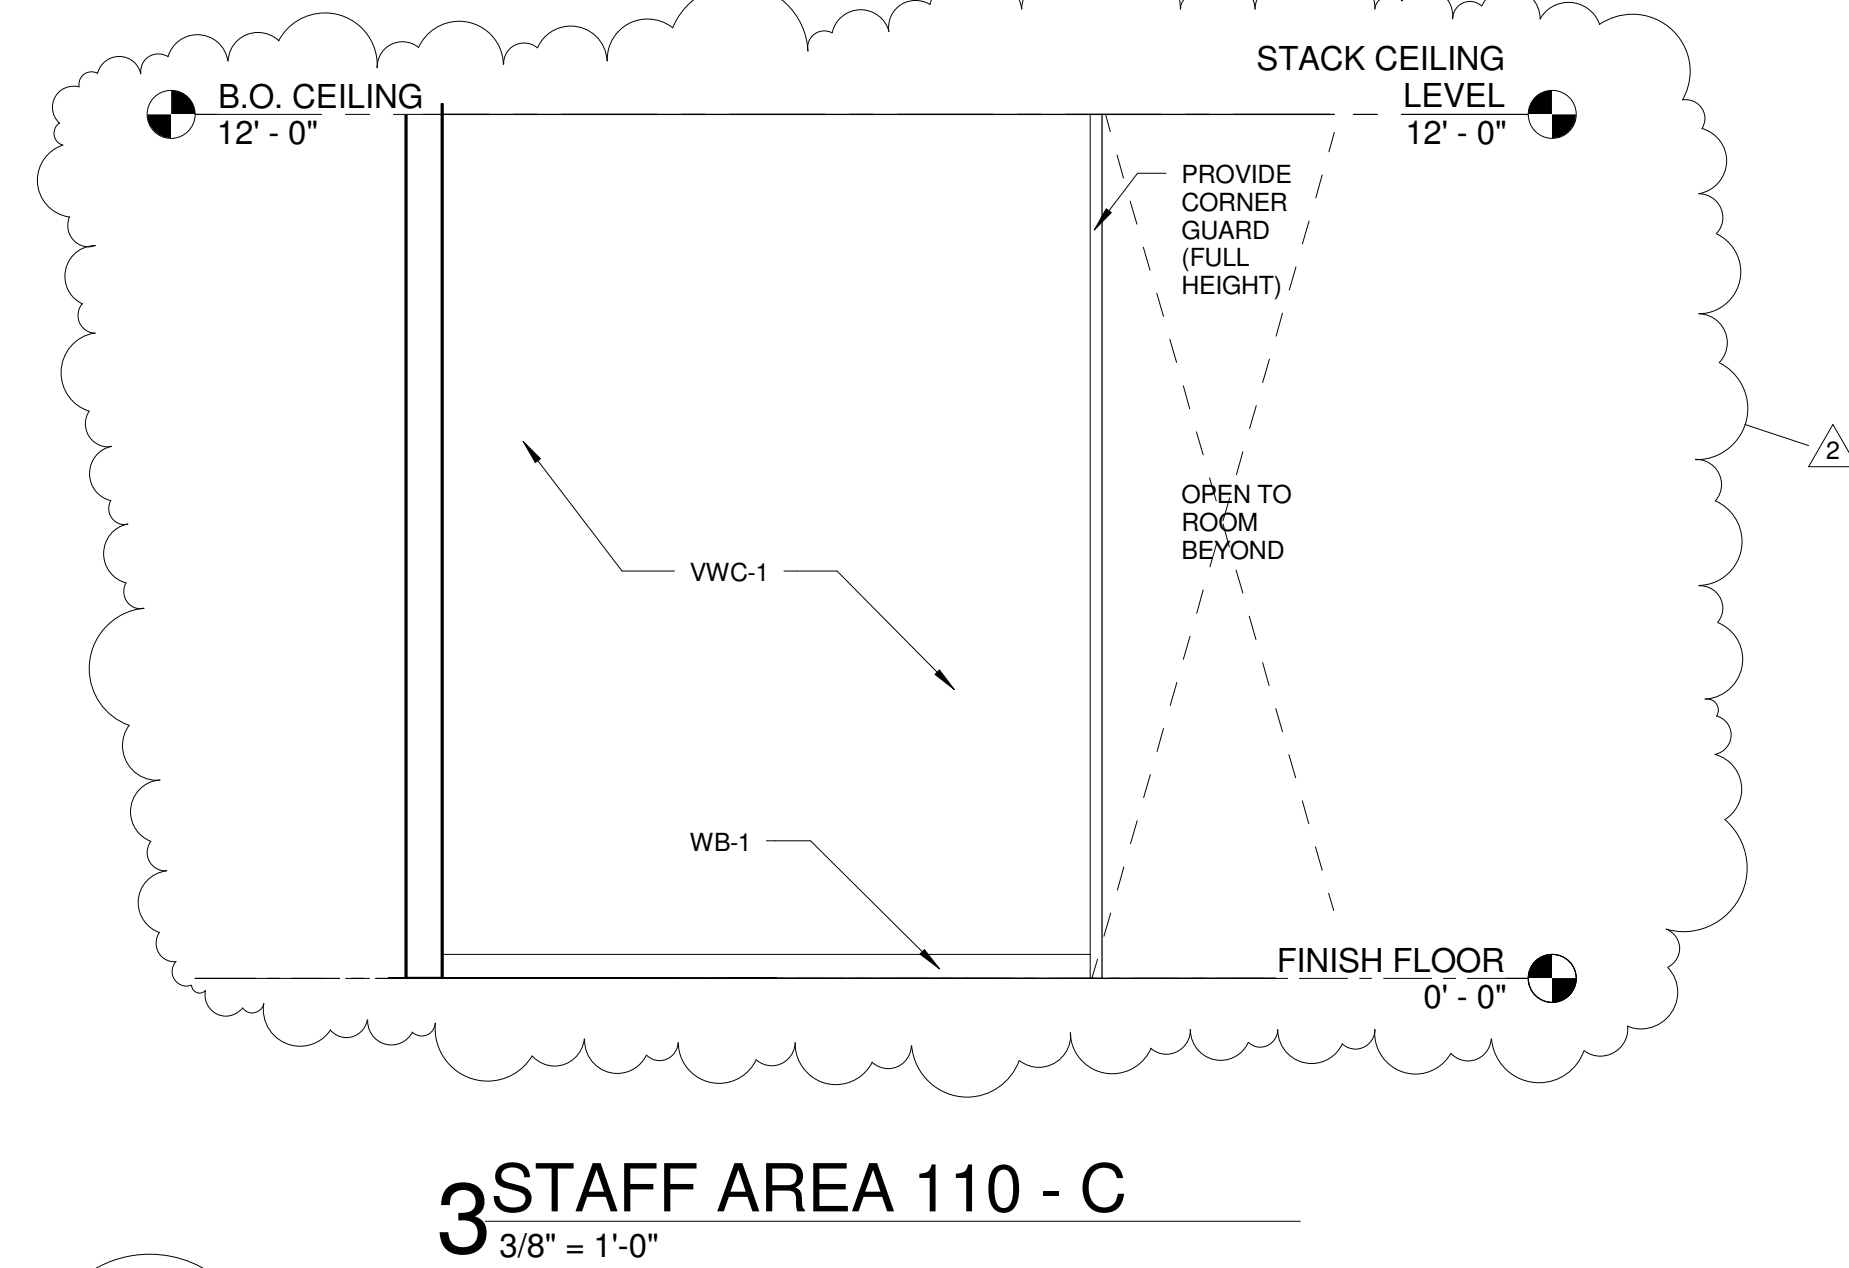 STACK CEILING
LEVEL
12' - 0"
B.O. CEILING
12' - 0"
PROVIDE
CORNER
GUARD
(FULL
HEIGHT)
2
OPEN TO
ROOM
BEYOND
VWC-1
WB-1
FINISH FLOOR
0' - 0"
3
STAFF AREA 110 - C
3/8" = 1'-0"